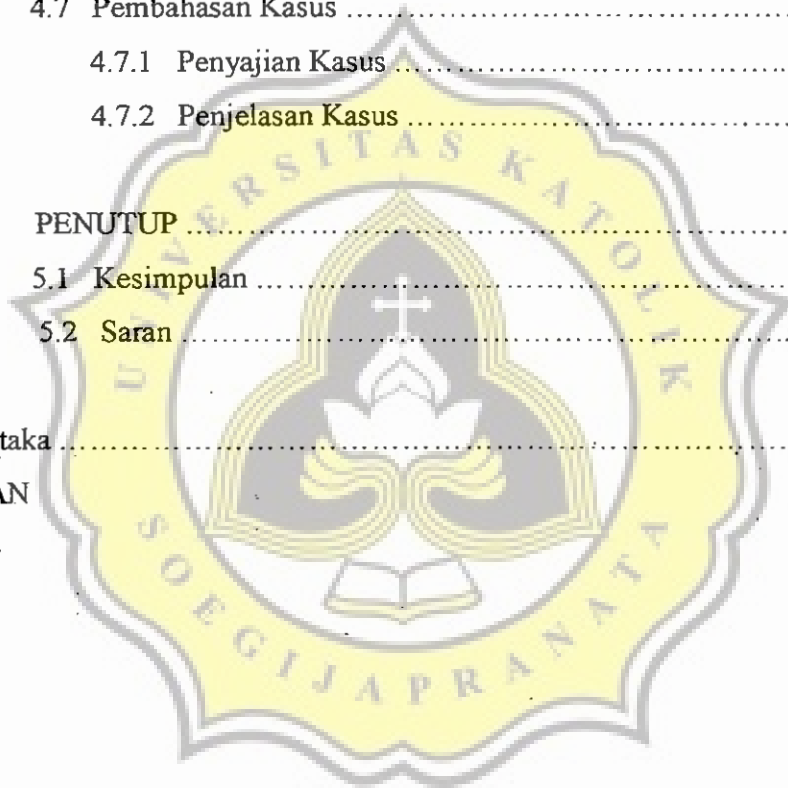 4.7 Pembahasan Kasus ......................................................
4.7.1 Penyajian Kasus ......................................................
4.7.2 Penjelasan Kasus ......................................................
PENUTUP ......................................................
5.1 Kesimpulan ......................................................
5.2 Saran ......................................................
taka ......................................................
AN
UNIVERSITAS KATOLIK
SOEGIJAPRANATA